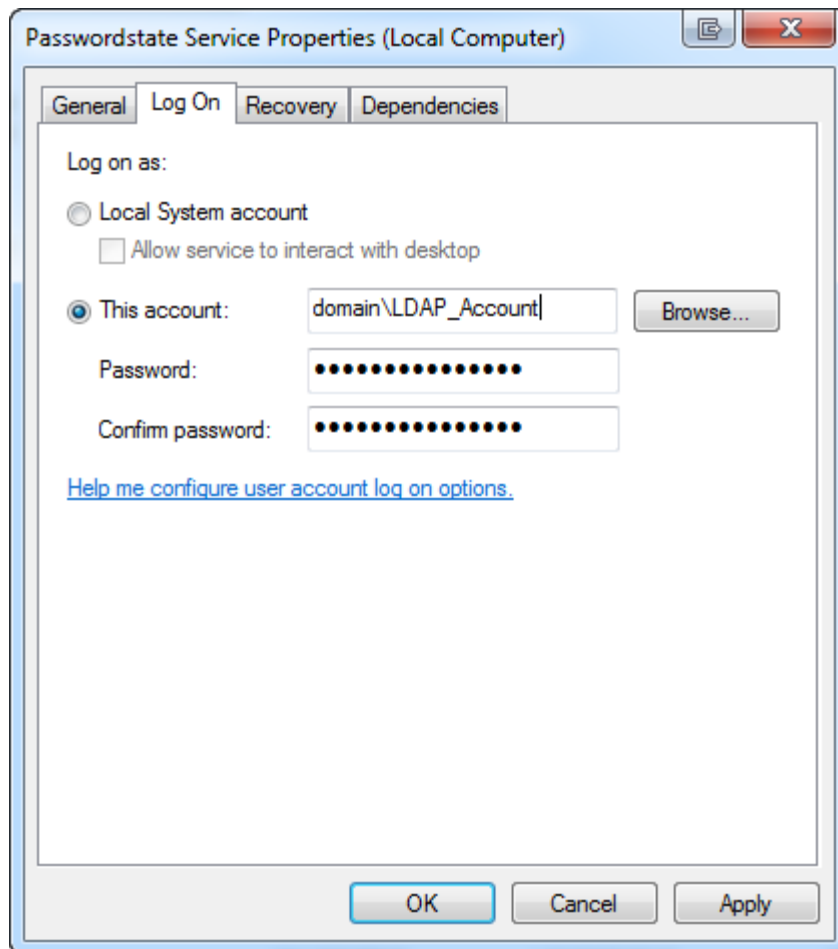 Passwordstate Service Properties (Local Computer)
General Log On Recovery Dependencies
Log on as:
Local System account
Allow service to interact with desktop
This account: domain\LDAP_Account Browse...
Password: •••••••••••••••
Confirm password: •••••••••••••••
Help me configure user account log on options.
OK Cancel Apply